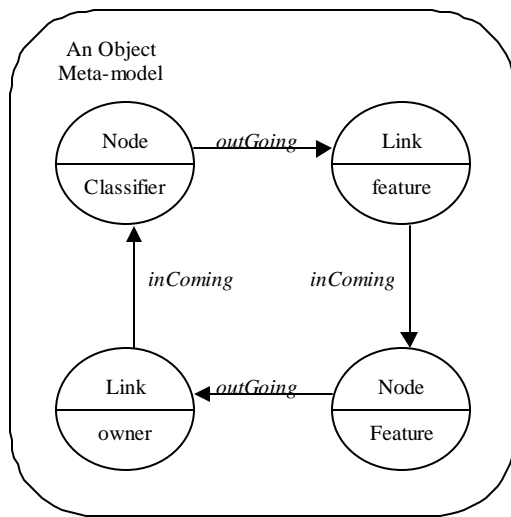 An Object
Meta-model
Node
Classifier
outGoing
Link
feature
inComing
inComing
Link
owner
outGoing
Node
Feature